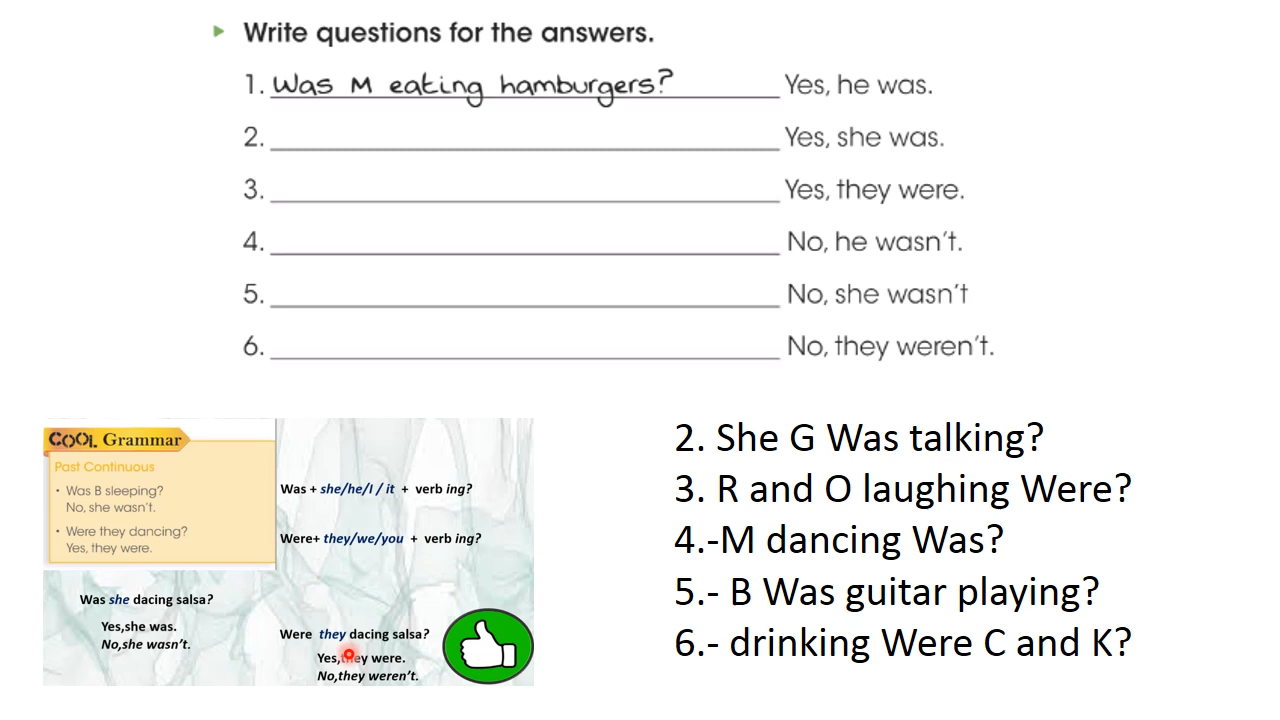 Write questions for the answers.
1. Was M eating hamburgers? Yes, he was.
2. Yes, she was.
3. Yes, they were.
4. No, he wasn't.
5. No, she wasn't
6. No, they weren't.
COOL Grammar
Past Continuous
• Was B sleeping?
No, she wasn't.
• Were they dancing?
Yes, they were.
Was + she/he/I / it + verb ing?
Were+ they/we/you + verb ing?
Was she dacing salsa?
Yes,she was.
No,she wasn't.
Were they dacing salsa?
Yes,they were.
No,they weren't.
2. She G Was talking?
3. R and O laughing Were?
4.-M dancing Was?
5.- B Was guitar playing?
6.- drinking Were C and K?